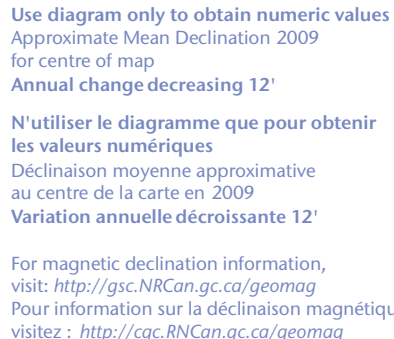 Use diagram only to obtain numeric values
Approximate Mean Declination 2009
for centre of map
Annual change decreasing 12'
N'utiliser le diagramme que pour obtenir
les valeurs numériques
Déclinaison moyenne approximative
au centre de la carte en 2009
Variation annuelle décroissante 12'
For magnetic declination information,
visit: http://gsc.NRCan.gc.ca/geomag
Pour information sur la déclinaison magnétiqu
visitez : http://cgc.RNCan.gc.ca/geomag